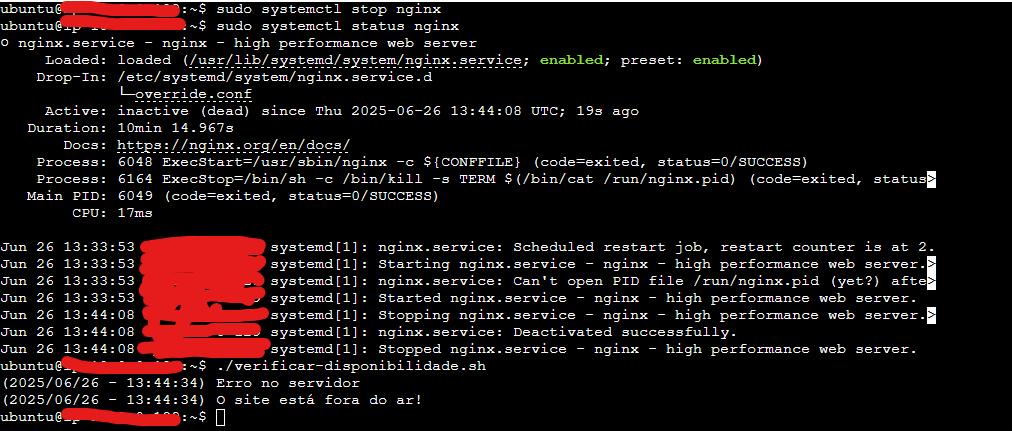 ubuntu@ip :~$ sudo systemctl stop nginx
ubuntu@ip :~$ sudo systemctl status nginx
○ nginx.service - nginx - high performance web server
Loaded: loaded (/usr/lib/systemd/system/nginx.service; enabled; preset: enabled)
Drop-In: /etc/systemd/system/nginx.service.d
└─override.conf
Active: inactive (dead) since Thu 2025-06-26 13:44:08 UTC; 19s ago
Duration: 10min 14.967s
Docs: https://nginx.org/en/docs/
Process: 6048 ExecStart=/usr/sbin/nginx -c ${CONFFILE} (code=exited, status=0/SUCCESS)
Process: 6164 ExecStop=/bin/sh -c /bin/kill -s TERM $(/bin/cat /run/nginx.pid) (code=exited, status>
Main PID: 6049 (code=exited, status=0/SUCCESS)
CPU: 17ms
Jun 26 13:33:53 systemd[1]: nginx.service: Scheduled restart job, restart counter is at 2.
Jun 26 13:33:53 systemd[1]: Starting nginx.service - nginx - high performance web server.>
Jun 26 13:33:53 systemd[1]: nginx.service: Can't open PID file /run/nginx.pid (yet?) afte>
Jun 26 13:33:53 systemd[1]: Started nginx.service - nginx - high performance web server.
Jun 26 13:44:08 systemd[1]: Stopping nginx.service - nginx - high performance web server.>
Jun 26 13:44:08 systemd[1]: nginx.service: Deactivated successfully.
Jun 26 13:44:08 systemd[1]: Stopped nginx.service - nginx - high performance web server.
ubuntu@ip :~$ ./verificar-disponibilidade.sh
(2025/06/26 - 13:44:34) Erro no servidor
(2025/06/26 - 13:44:34) O site está fora do ar!
ubuntu@ip :~$